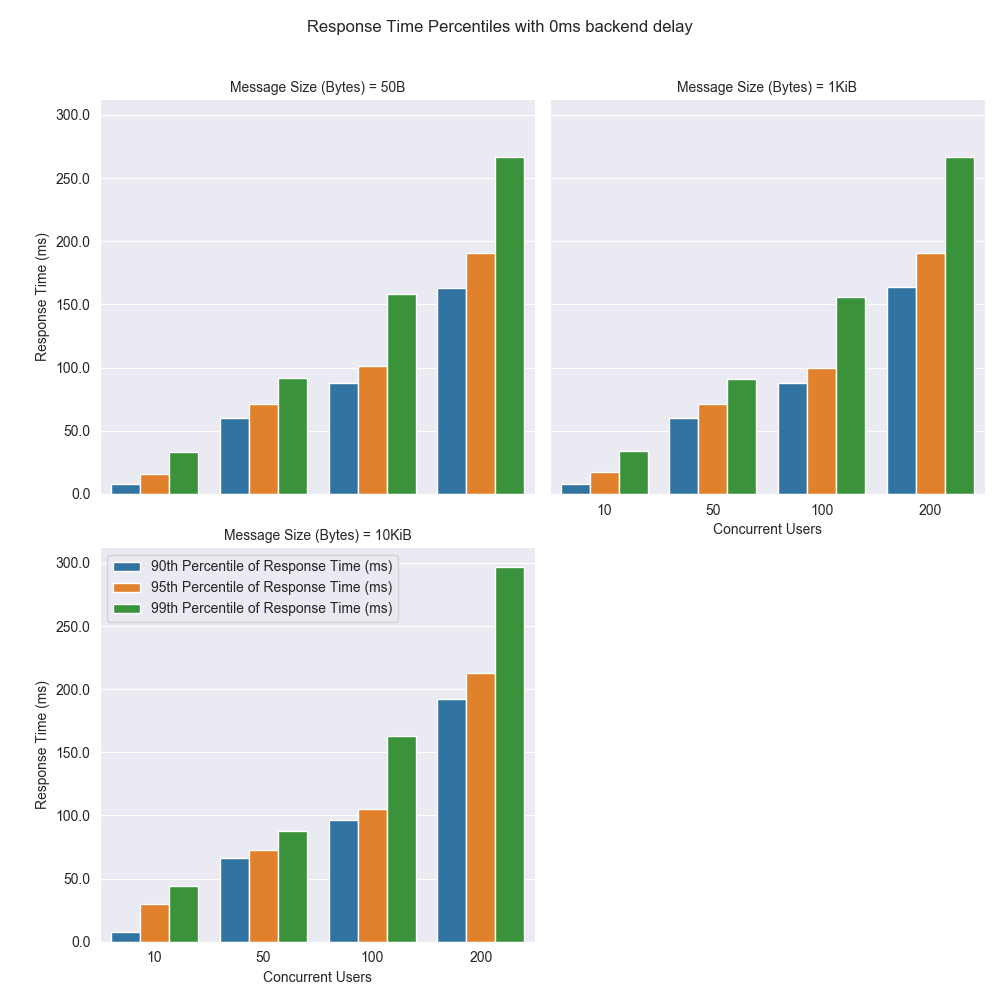 Response Time Percentiles with 0ms backend delay
Message Size (Bytes) = 50B
300.0
250.0
200.0
150.0
100.0
50.0
0.0
Response Time (ms)
Message Size (Bytes) = 1KiB
10 50 100 200
Concurrent Users
Message Size (Bytes) = 10KiB
90th Percentile of Response Time (ms)
95th Percentile of Response Time (ms)
99th Percentile of Response Time (ms)
300.0
250.0
200.0
150.0
100.0
50.0
0.0
Response Time (ms)
10 50 100 200
Concurrent Users